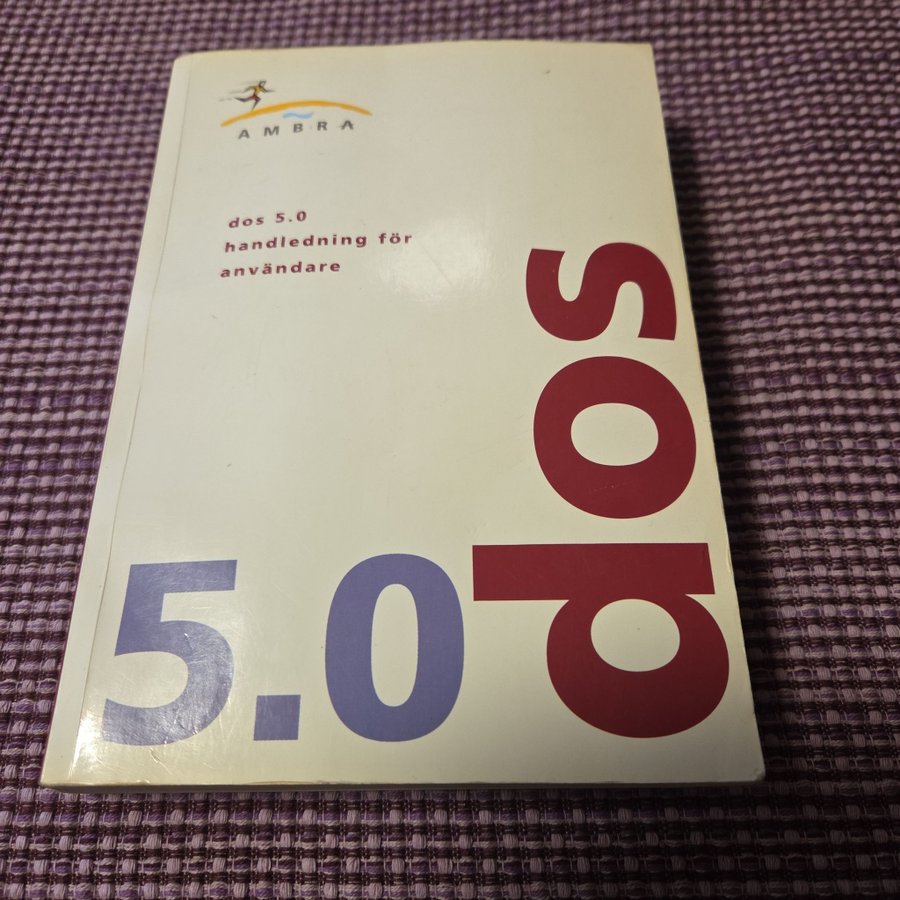 AMBRA
dos 5.0
handledning för
användare
dos
5.0